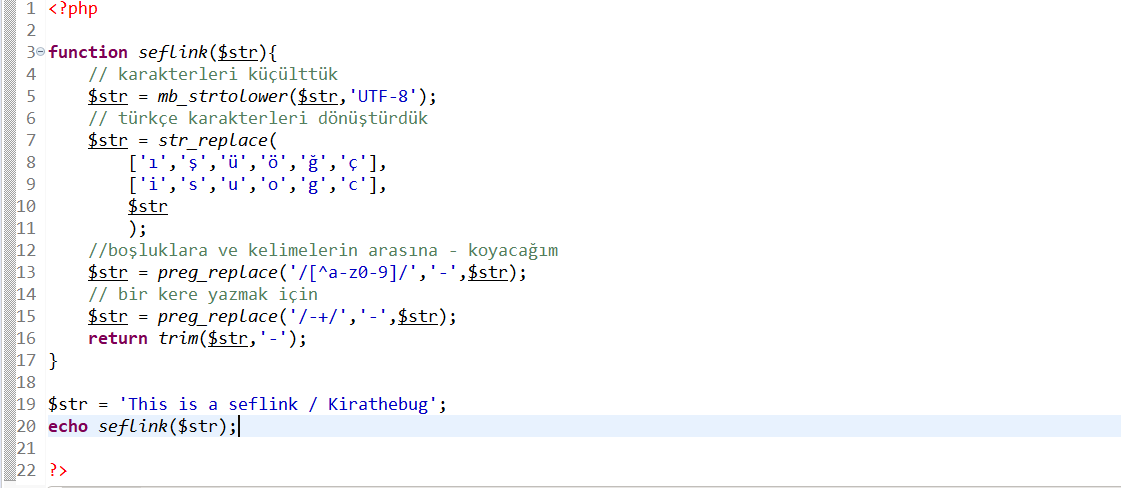 1 <?php
2
3 function seflink($str){
4 // karakterleri küçülttük
5 $str = mb_strtolower($str,'UTF-8');
6 // türkçe karakterleri dönüştürdük
7 $str = str_replace(
8 ['ı','ş','ü','ö','ğ','ç'],
9 ['i','s','u','o','g','c'],
10 $str
11 );
12 //boşluklara ve kelimelerin arasına - koyacağım
13 $str = preg_replace('/[^a-z0-9]/','-',$str);
14 // bir kere yazmak için
15 $str = preg_replace('/-+/','-',$str);
16 return trim($str,'-');
17 }
18
19 $str = 'This is a seflink / Kirathebug';
20 echo seflink($str);
21
22 ?>